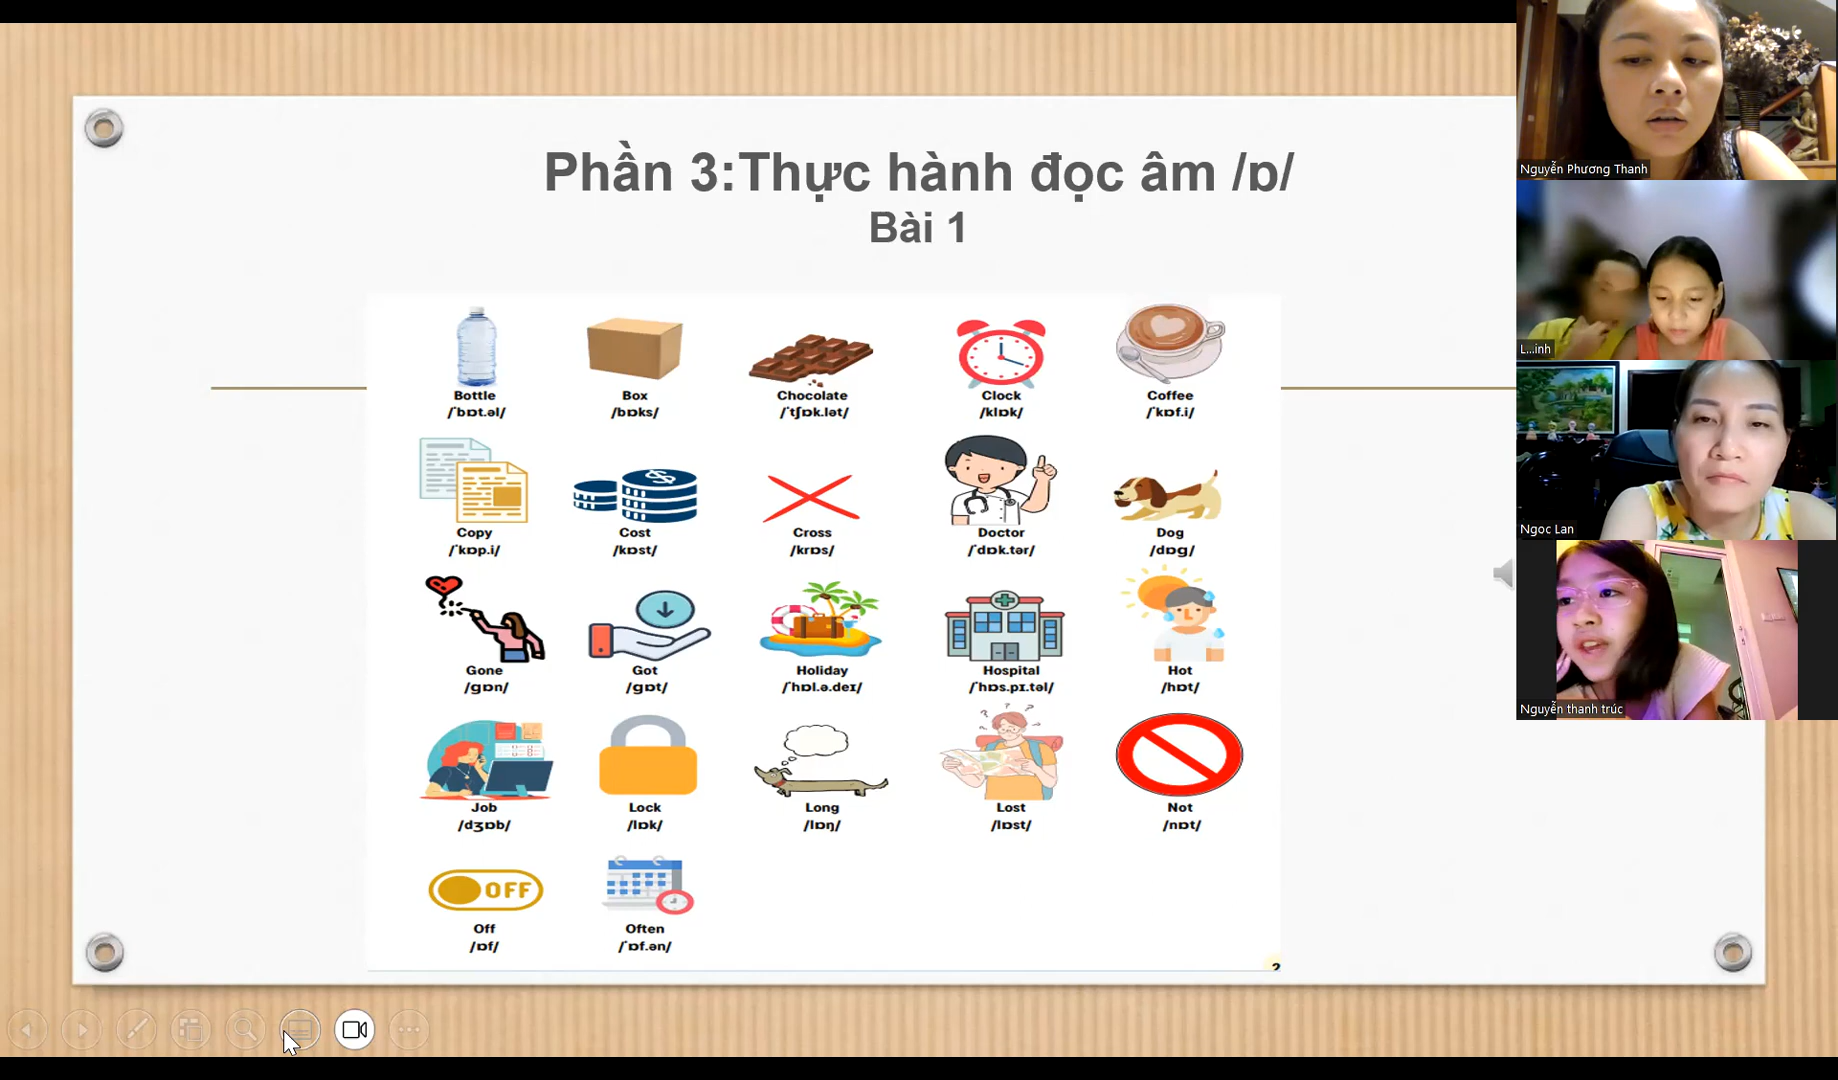 Phần 3:Thực hành đọc âm /ɒ/
Bài 1
Bottle
/ˈbɒt.əl/
Box
/bɒks/
Chocolate
/ˈtʃɒk.lət/
Clock
/klɒk/
Coffee
/ˈkɒf.i/
Copy
/ˈkɒp.i/
Cost
/kɒst/
Cross
/krɒs/
Doctor
/ˈdɒk.tər/
Dog
/dɒg/
Gone
/gɒn/
Got
/gɒt/
Holiday
/ˈhɒl.ə.deɪ/
Hospital
/ˈhɒs.pɪ.təl/
Hot
/hɒt/
Job
/dʒɒb/
Lock
/lɒk/
Long
/lɒŋ/
Lost
/lɒst/
Not
/nɒt/
OFF
Off
/ɒf/
Often
/ˈɒf.ən/
2
Nguyễn Phương Thanh
L...inh
Ngoc Lan
Nguyễn thanh trúc